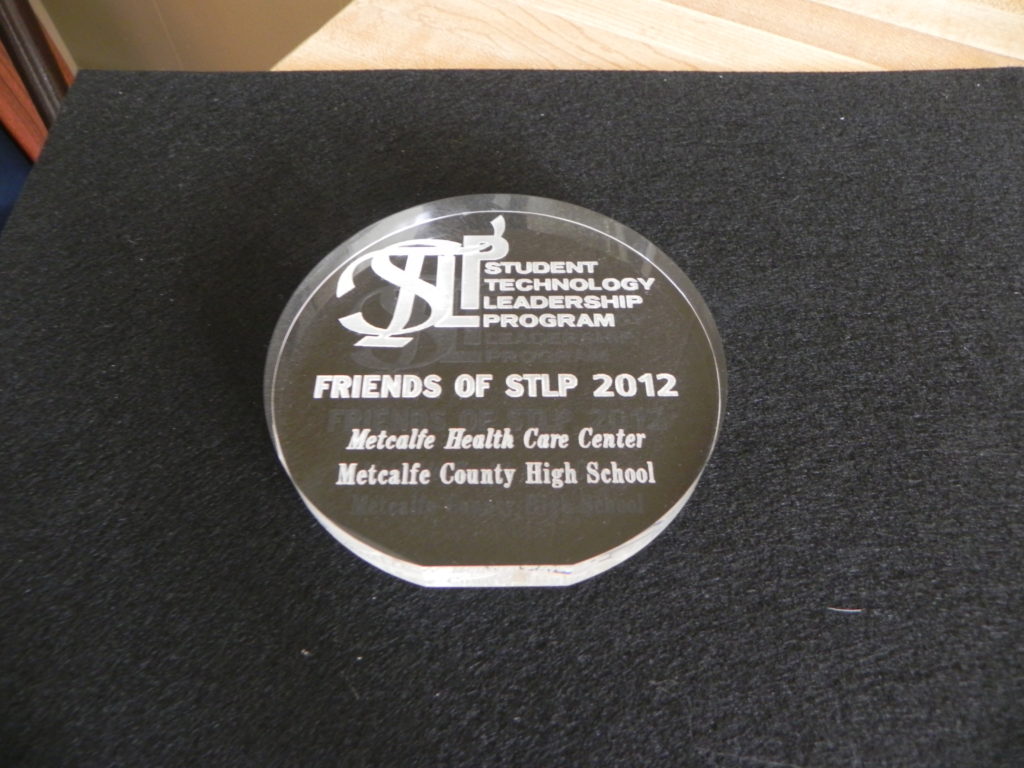 STLP
STUDENT
TECHNOLOGY
LEADERSHIP
PROGRAM
FRIENDS OF STLP 2012
Metcalfe Health Care Center
Metcalfe County High School